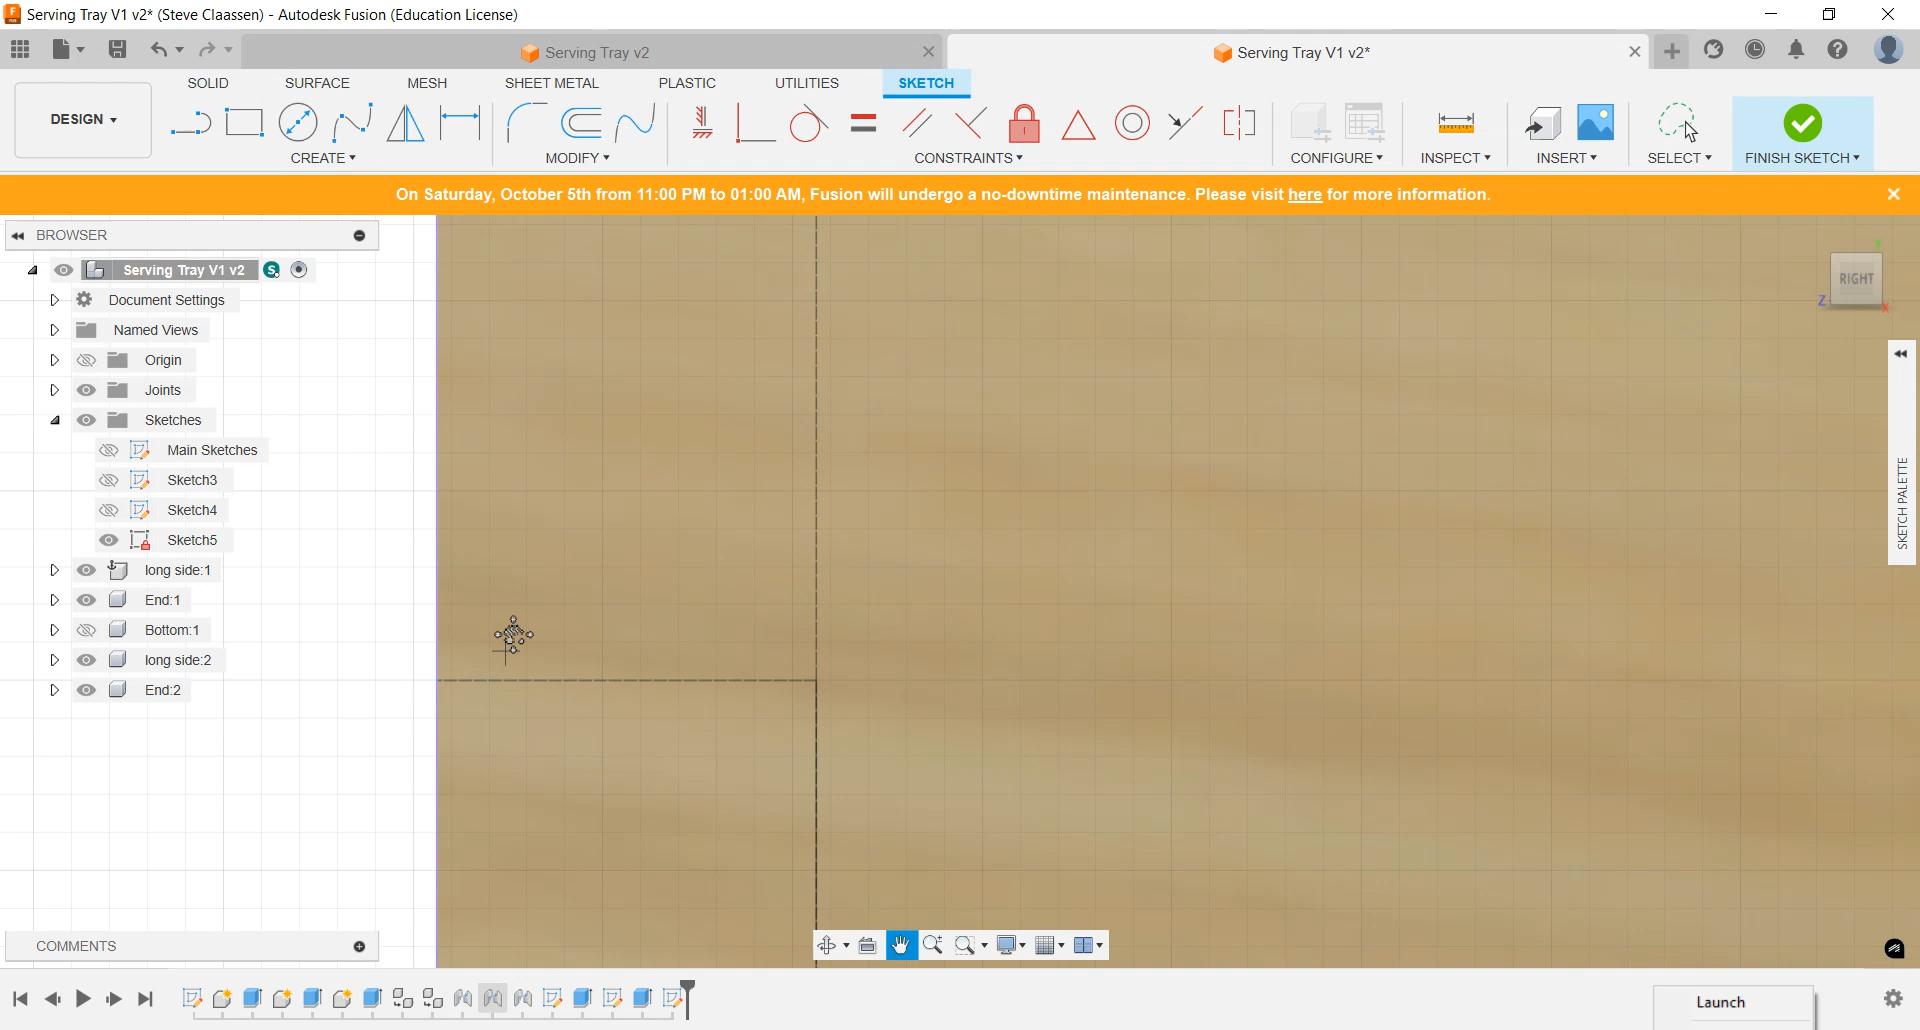 Serving Tray V1 v2* (Steve Claassen) - Autodesk Fusion (Education License)
Serving Tray v2
Serving Tray V1 v2*
SOLID SURFACE MESH SHEET METAL PLASTIC UTILITIES SKETCH
DESIGN
CREATE MODIFY CONSTRAINTS CONFIGURE INSPECT INSERT SELECT FINISH SKETCH
On Saturday, October 5th from 11:00 PM to 01:00 AM, Fusion will undergo a no-downtime maintenance. Please visit here for more information.
BROWSER
Serving Tray V1 v2
Document Settings
Named Views
Origin
Joints
Sketches
Main Sketches
Sketch3
Sketch4
Sketch5
long side:1
End:1
Bottom:1
long side:2
End:2
RIGHT
Y
Z
X
SKETCH PALETTE
COMMENTS
Launch